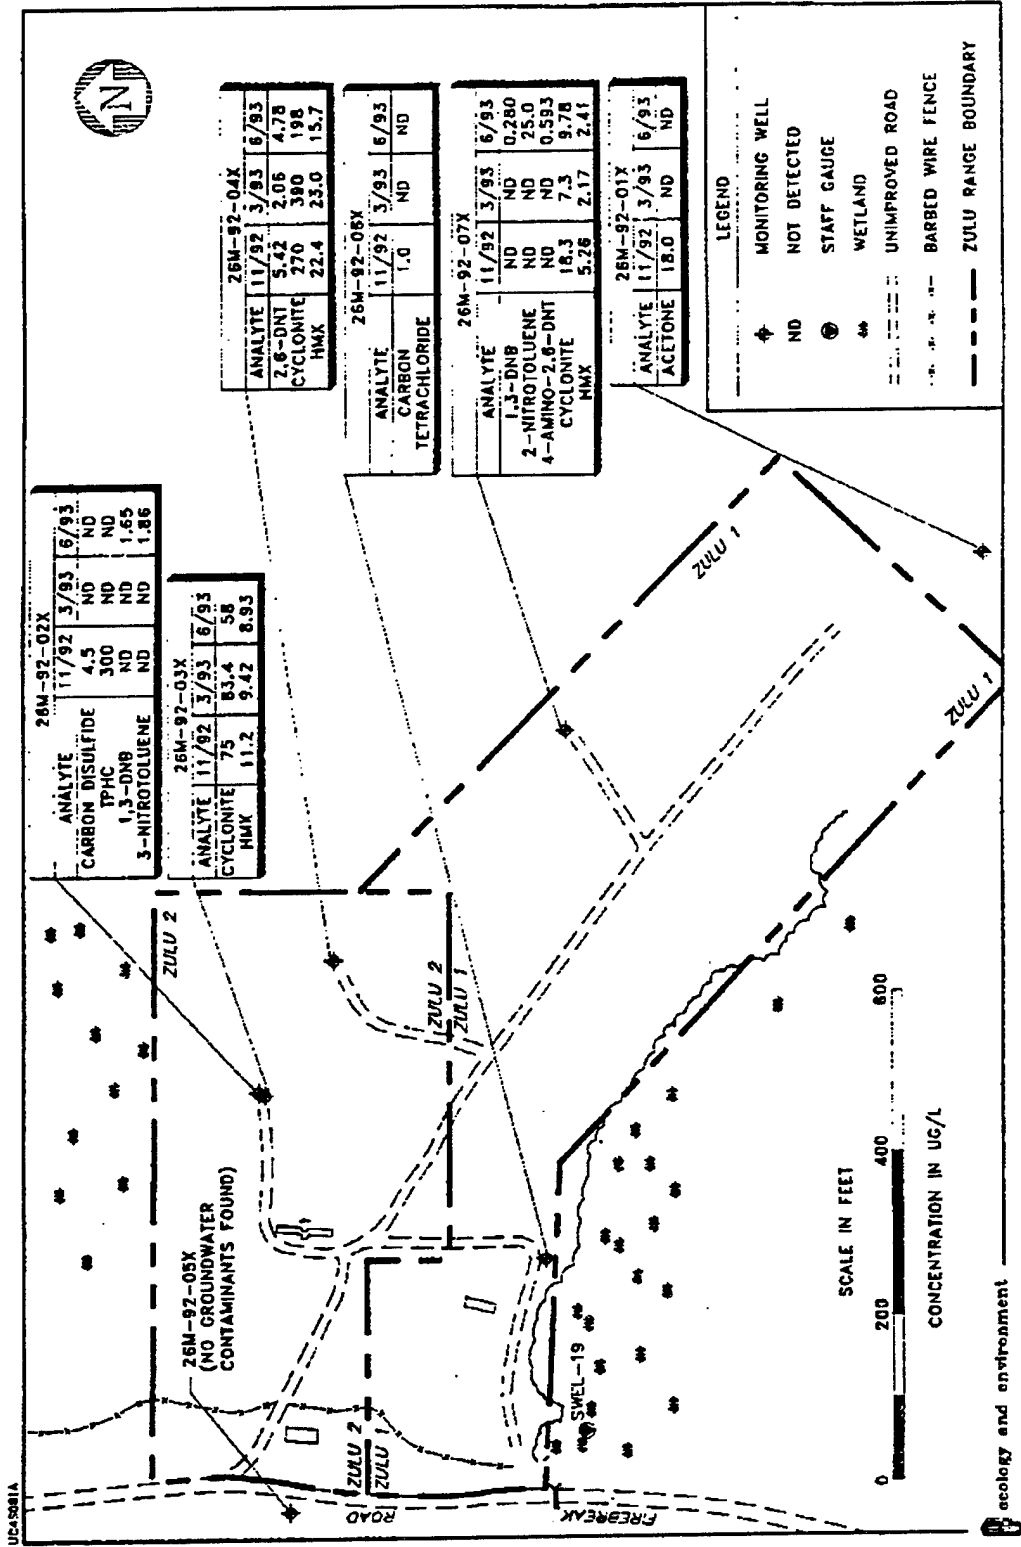 UC4S081A
N
26M-92-02X
ANALYTE 11/92 3/93 6/93
CARBON DISULFIDE 4.5 ND ND
TPHC 300 ND ND
1,3-DNB ND ND 1.65
3-NITROTOLUENE ND ND 1.86
26M-92-03X
ANALYTE 11/92 3/93 6/93
CYCLONITE 75 83.4 58
HMX 11.2 9.42 8.93
26M-92-04X
ANALYTE 11/92 3/93 6/93
2,6-DNT 5.42 2.06 4.78
CYCLONITE 270 390 198
HMX 22.4 23.0 15.7
26M-92-06X
ANALYTE 11/92 3/93 6/93
CARBON 1.0 ND ND
TETRACHLORIDE
26M-92-07X
ANALYTE 11/92 3/93 6/93
1,3-DNB ND ND 0.280
2-NITROTOLUENE ND ND 25.0
4-AMINO-2,6-DNT ND ND 0.593
CYCLONITE 18.3 7.3 9.78
HMX 5.26 2.17 2.41
26M-92-01X
ANALYTE 11/92 3/93 6/93
ACETONE 18.0 ND ND
26M-92-05X
(NO GROUNDWATER
CONTAMINANTS FOUND)
ZULU 2
ZULU 2
ZULU 1
ZULU 2
ZULU 1
ZULU 1
ZULU 1
ROAD
FIREBREAK
SWEL-19
LEGEND
MONITORING WELL
ND NOT DETECTED
STAFF GAUGE
WETLAND
UNIMPROVED ROAD
BARBED WIRE FENCE
ZULU RANGE BOUNDARY
SCALE IN FEET
0 200 400 600
CONCENTRATION IN UG/L
ecology and environment